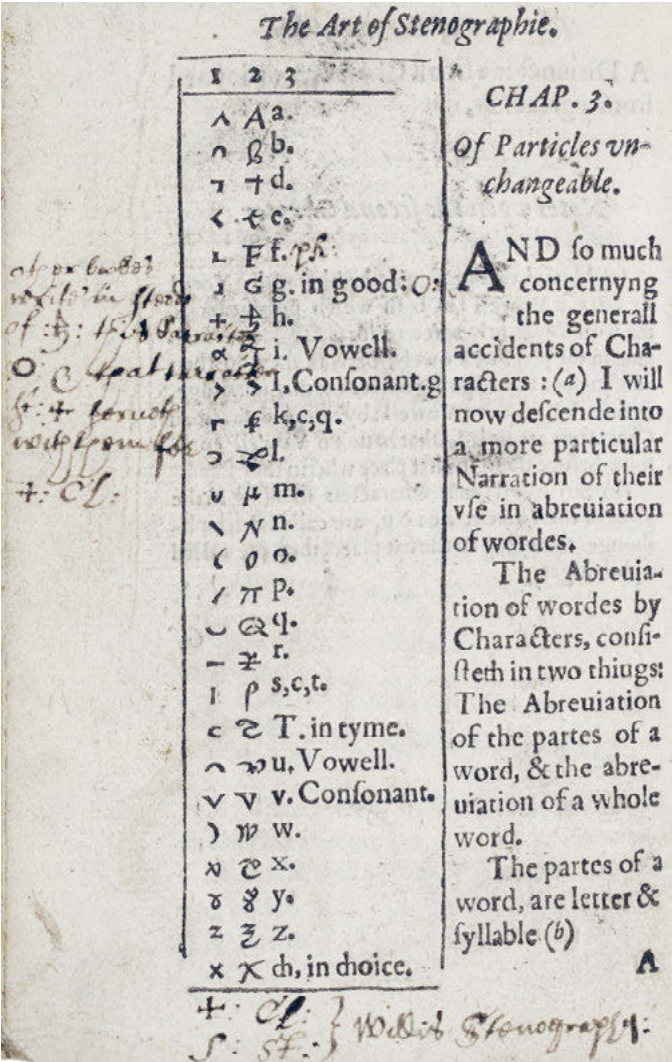 The Art of Stenographie.
1 2 3
a.
b.
d.
e.
f. ph:
g. in good: O:
h.
i. Vowell.
I, Conſonant. g
k, c, q.
l.
m.
n.
o.
p.
q.
r.
s, c, t.
T. in tyme.
u. Vowell.
v. Conſonant.
w.
x.
y.
z.
ch, in choice.
of
+: Cſ:
CHAP. 3.
Of Particles vn-
changeable.
AND ſo much
concernyng
the generall
accidents of Cha-
racters : (a) I will
now deſcende into
a more particular
Narration of their
vſe in abreuiation
of wordes.
The Abreuia-
tion of wordes by
Characters, conſi-
ſteth in two thiugs:
The Abreuiation
of the partes of a
word, & the abre-
uiation of a whole
word.
The partes of a
word, are letter &
ſyllable (b)
A
Willis Stenography: